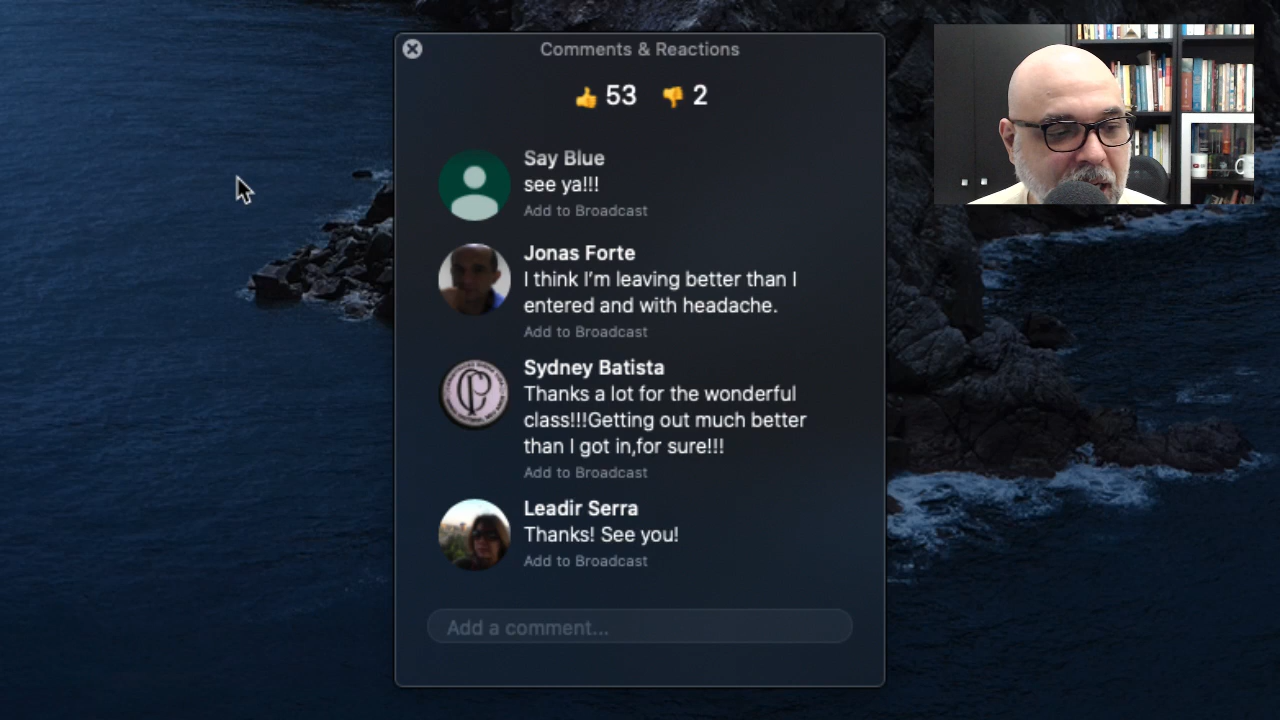 Comments & Reactions
👍 53 👎 2
Say Blue
see ya!!!
Add to Broadcast
Jonas Forte
I think I'm leaving better than I
entered and with headache.
Add to Broadcast
Sydney Batista
Thanks a lot for the wonderful
class!!!Getting out much better
than I got in,for sure!!!
Add to Broadcast
Leadir Serra
Thanks! See you!
Add to Broadcast
Add a comment...